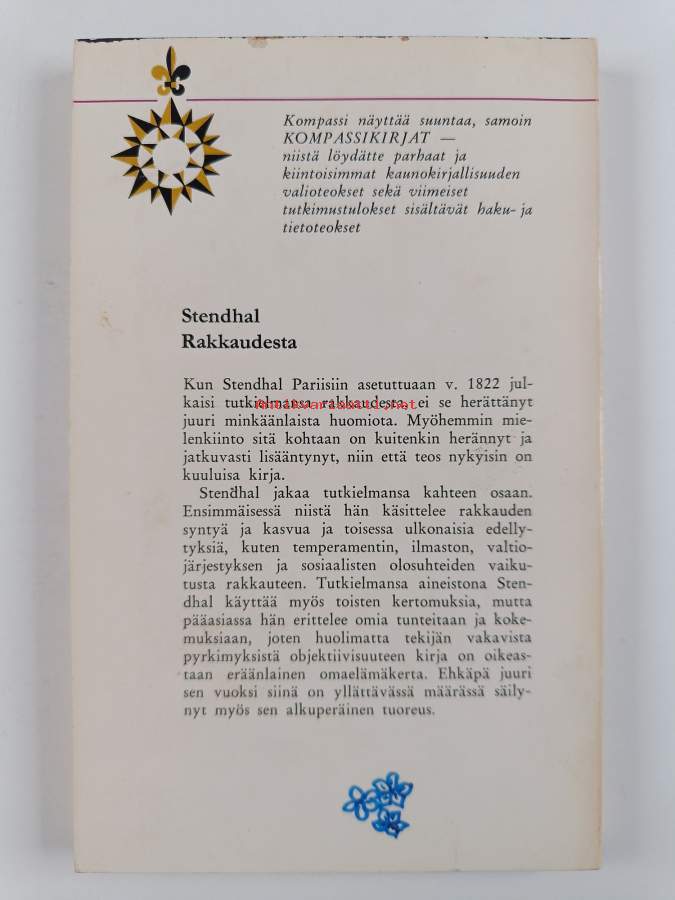 Kompassi näyttää suuntaa, samoin
KOMPASSIKIRJAT —
niistä löydätte parhaat ja
kiintoisimmat kaunokirjallisuuden
valioteokset sekä viimeiset
tutkimustulokset sisältävät haku- ja
tietoteokset
Stendhal
Rakkaudesta
Kun Stendhal Pariisiin asetuttuaan v. 1822 jul-
kaisi tutkielmansa rakkaudesta, ei se herättänyt
Antikvariaatti.net
juuri minkäänlaista huomiota. Myöhemmin mie-
lenkiinto sitä kohtaan on kuitenkin herännyt ja
jatkuvasti lisääntynyt, niin että teos nykyisin on
kuuluisa kirja.
Stendhal jakaa tutkielmansa kahteen osaan.
Ensimmäisessä niistä hän käsittelee rakkauden
syntyä ja kasvua ja toisessa ulkonaisia edelly-
tyksiä, kuten temperamentin, ilmaston, valtio-
järjestyksen ja sosiaalisten olosuhteiden vaiku-
tusta rakkauteen. Tutkielmansa aineistona Sten-
dhal käyttää myös toisten kertomuksia, mutta
pääasiassa hän erittelee omia tunteitaan ja koke-
muksiaan, joten huolimatta tekijän vakavista
pyrkimyksistä objektiivisuuteen kirja on oikeas-
taan eräänlainen omaelämäkerta. Ehkäpä juuri
sen vuoksi siinä on yllättävässä määrässä säily-
nyt myös sen alkuperäinen tuoreus.